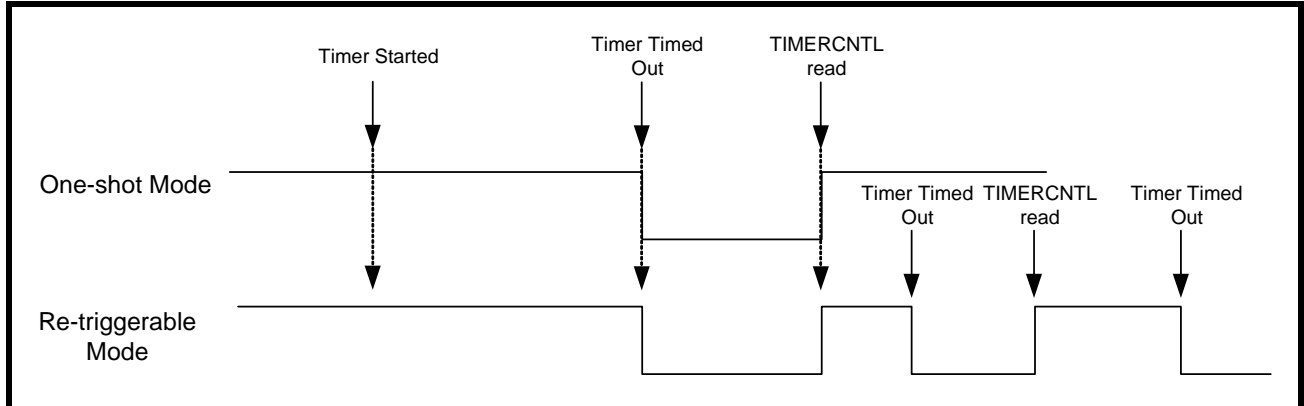 Timer Started
Timer Timed
Out
TIMERCNTL
read
One-shot Mode
Timer Timed
Out
TIMERCNTL
read
Timer Timed
Out
Re-triggerable
Mode